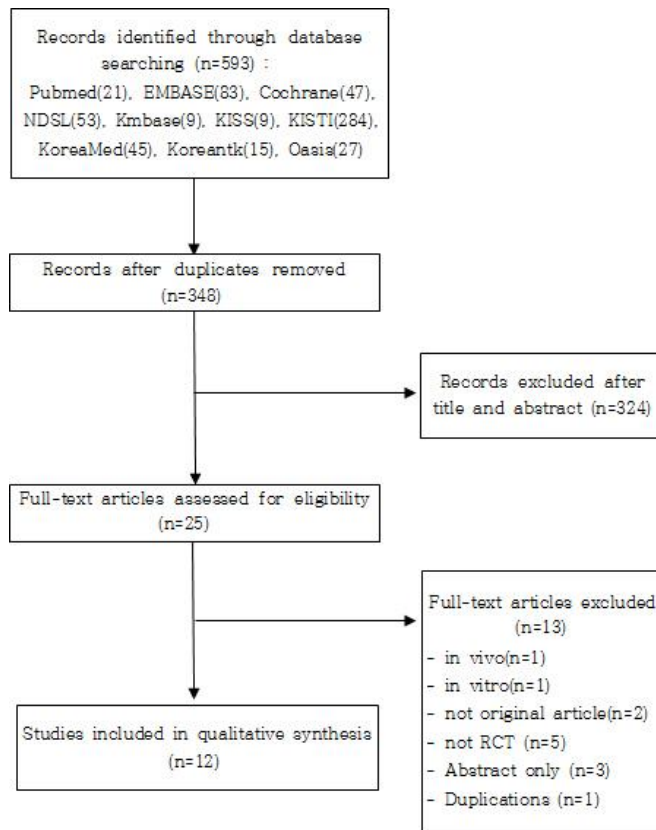 Records identified through database
searching (n=593) :
Pubmed(21), EMBASE(83), Cochrane(47),
NDSL(53), Kmbase(9), KISS(9), KISTI(284),
KoreaMed(45), Koreantk(15), Oasis(27)
Records after duplicates removed
(n=348)
Records excluded after
title and abstract (n=324)
Full-text articles assessed for eligibility
(n=25)
Full-text articles excluded
(n=13)
- in vivo(n=1)
- in vitro(n=1)
- not original article(n=2)
- not RCT (n=5)
- Abstract only (n=3)
- Duplications (n=1)
Studies included in qualitative synthesis
(n=12)